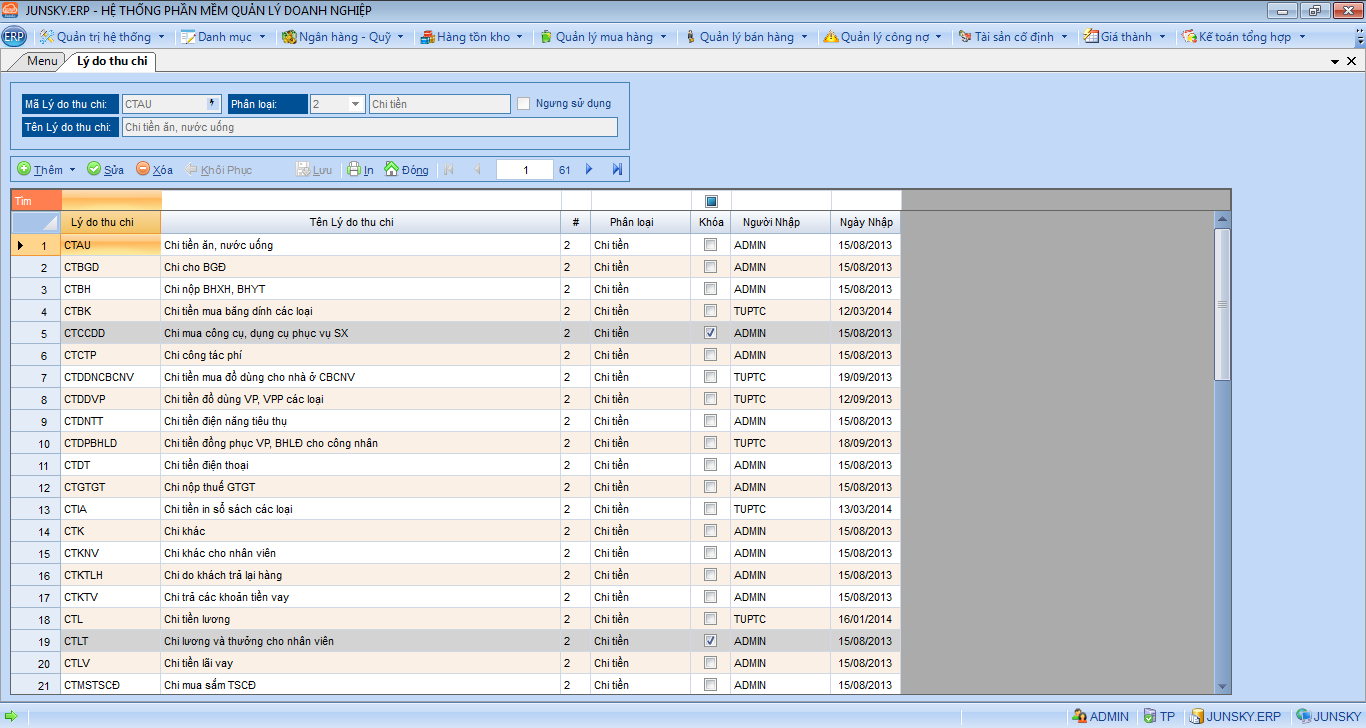 JUNSKY.ERP - HỆ THỐNG PHẦN MỀM QUẢN LÝ DOANH NGHIỆP
ERP Quản trị hệ thống Danh mục Ngân hàng - Quỹ Hàng tồn kho Quản lý mua hàng Quản lý bán hàng Quản lý công nợ Tài sản cố định Giá thành Kế toán tổng hợp
Menu Lý do thu chi
Mã Lý do thu chi: CTAU Phân loại: 2 Chi tiền Ngưng sử dụng
Tên Lý do thu chi: Chi tiền ăn, nước uống
Thêm Sửa Xóa Khôi Phục Lưu In Đóng 1 61
Tìm
Lý do thu chi Tên Lý do thu chi # Phân loại Khóa Người Nhập Ngày Nhập
1 CTAU Chi tiền ăn, nước uống 2 Chi tiền ADMIN 15/08/2013
2 CTBGD Chi cho BGĐ 2 Chi tiền ADMIN 15/08/2013
3 CTBH Chi nộp BHXH, BHYT 2 Chi tiền ADMIN 15/08/2013
4 CTBK Chi tiền mua băng dính các loại 2 Chi tiền TUPTC 12/03/2014
5 CTCCDD Chi mua công cụ, dụng cụ phục vụ SX 2 Chi tiền ADMIN 15/08/2013
6 CTCTP Chi công tác phí 2 Chi tiền ADMIN 15/08/2013
7 CTDDNCBCNV Chi tiền mua đồ dùng cho nhà ở CBCNV 2 Chi tiền TUPTC 19/09/2013
8 CTDDVP Chi tiền đồ dùng VP, VPP các loại 2 Chi tiền TUPTC 12/09/2013
9 CTDNTT Chi tiền điện năng tiêu thụ 2 Chi tiền ADMIN 15/08/2013
10 CTDPBHLD Chi tiền đồng phục VP, BHLĐ cho công nhân 2 Chi tiền TUPTC 18/09/2013
11 CTDT Chi tiền điện thoại 2 Chi tiền ADMIN 15/08/2013
12 CTGTGT Chi nộp thuế GTGT 2 Chi tiền ADMIN 15/08/2013
13 CTIA Chi tiền in sổ sách các loại 2 Chi tiền TUPTC 13/03/2014
14 CTK Chi khác 2 Chi tiền ADMIN 15/08/2013
15 CTKNV Chi khác cho nhân viên 2 Chi tiền ADMIN 15/08/2013
16 CTKTLH Chi do khách trả lại hàng 2 Chi tiền ADMIN 15/08/2013
17 CTKTV Chi trả các khoản tiền vay 2 Chi tiền ADMIN 15/08/2013
18 CTL Chi tiền lương 2 Chi tiền TUPTC 16/01/2014
19 CTLT Chi lương và thưởng cho nhân viên 2 Chi tiền ADMIN 15/08/2013
20 CTLV Chi tiền lãi vay 2 Chi tiền ADMIN 15/08/2013
21 CTMSTSCĐ Chi mua sắm TSCĐ 2 Chi tiền ADMIN 15/08/2013
ADMIN TP JUNSKY.ERP JUNSKY